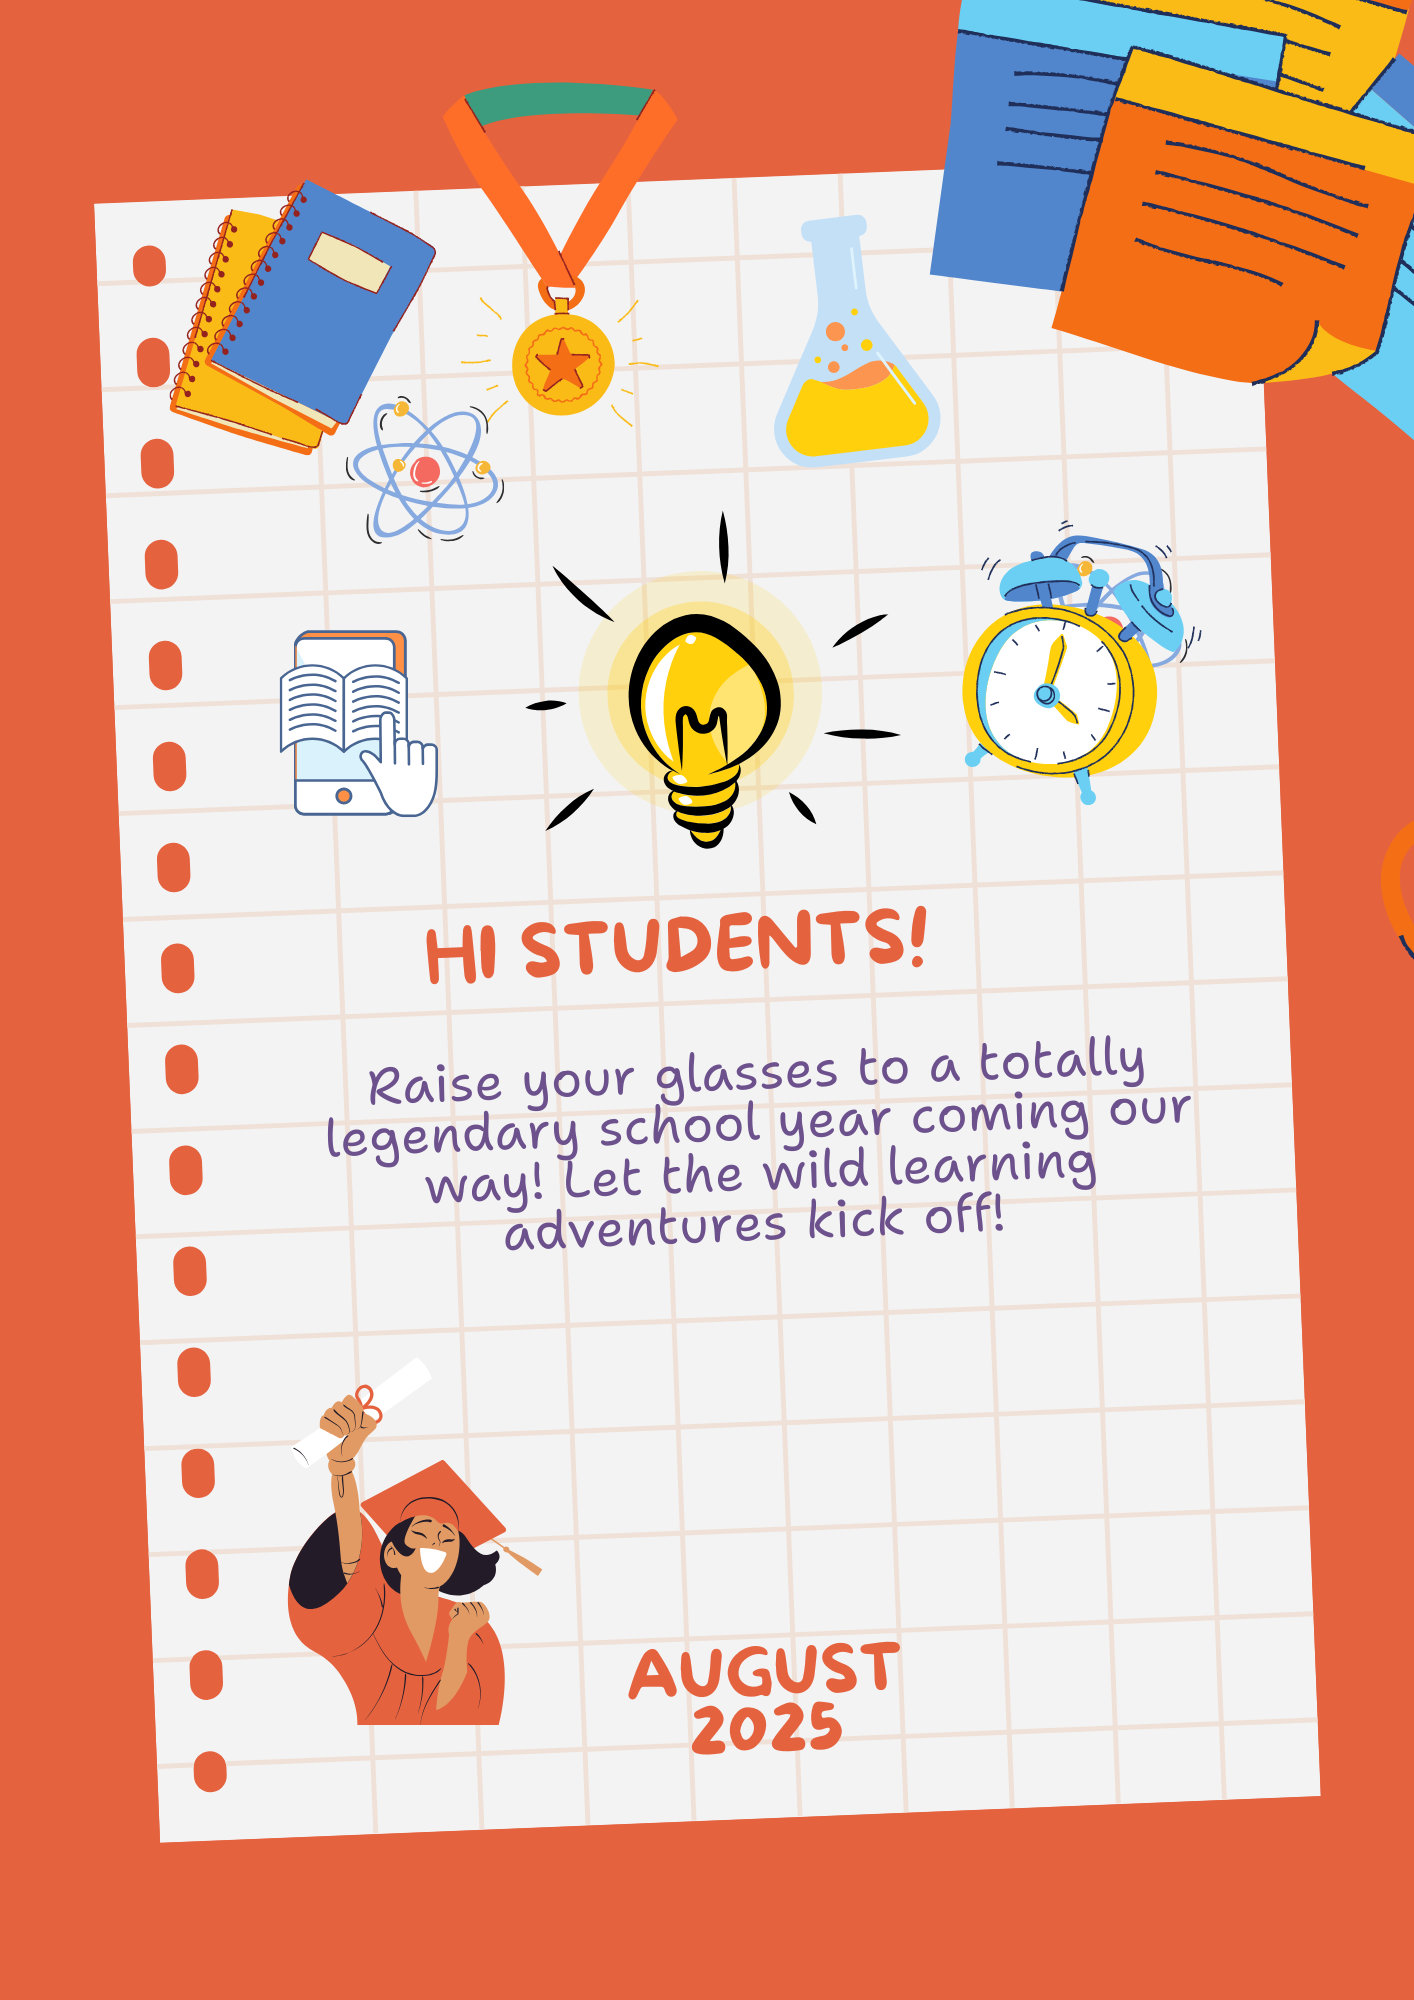 HI STUDENTS!
Raise your glasses to a totally
legendary school year coming our
way! Let the wild learning
adventures kick off!
AUGUST
2025